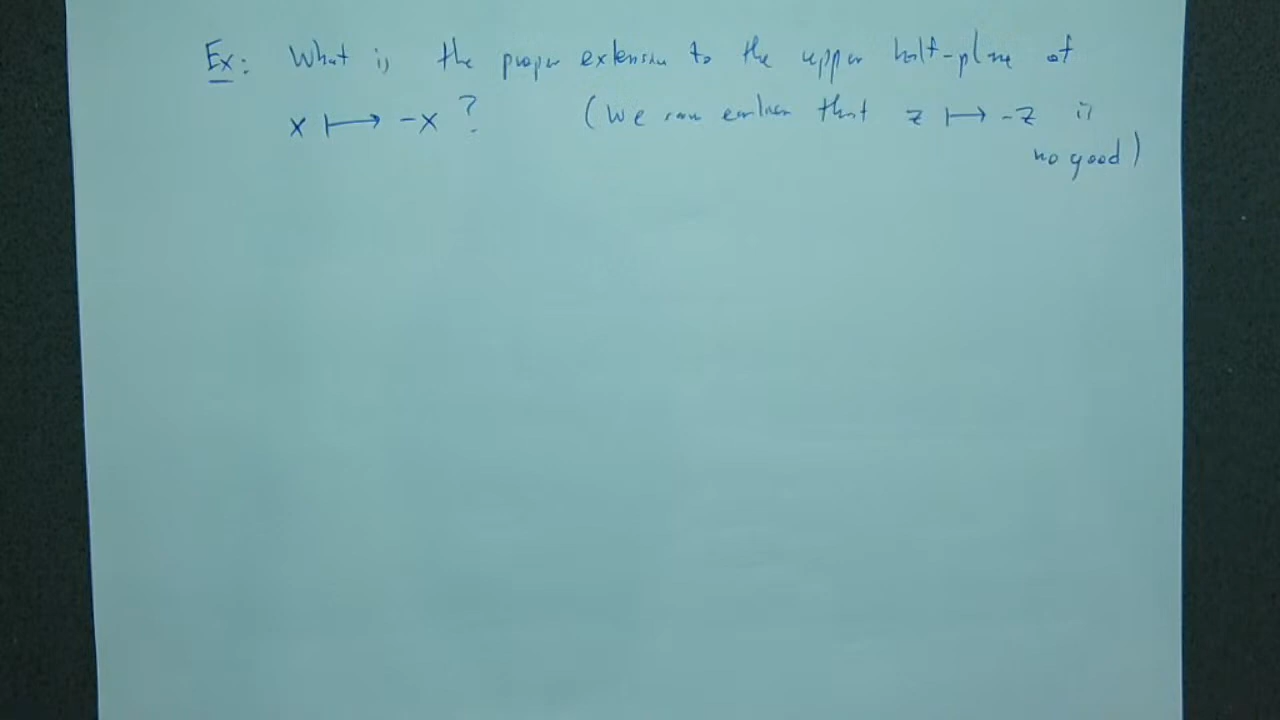 Ex: What is the proper extension to the upper half-plane of
x ↦ -x ? (We saw earlier that z ↦ -z is
no good)